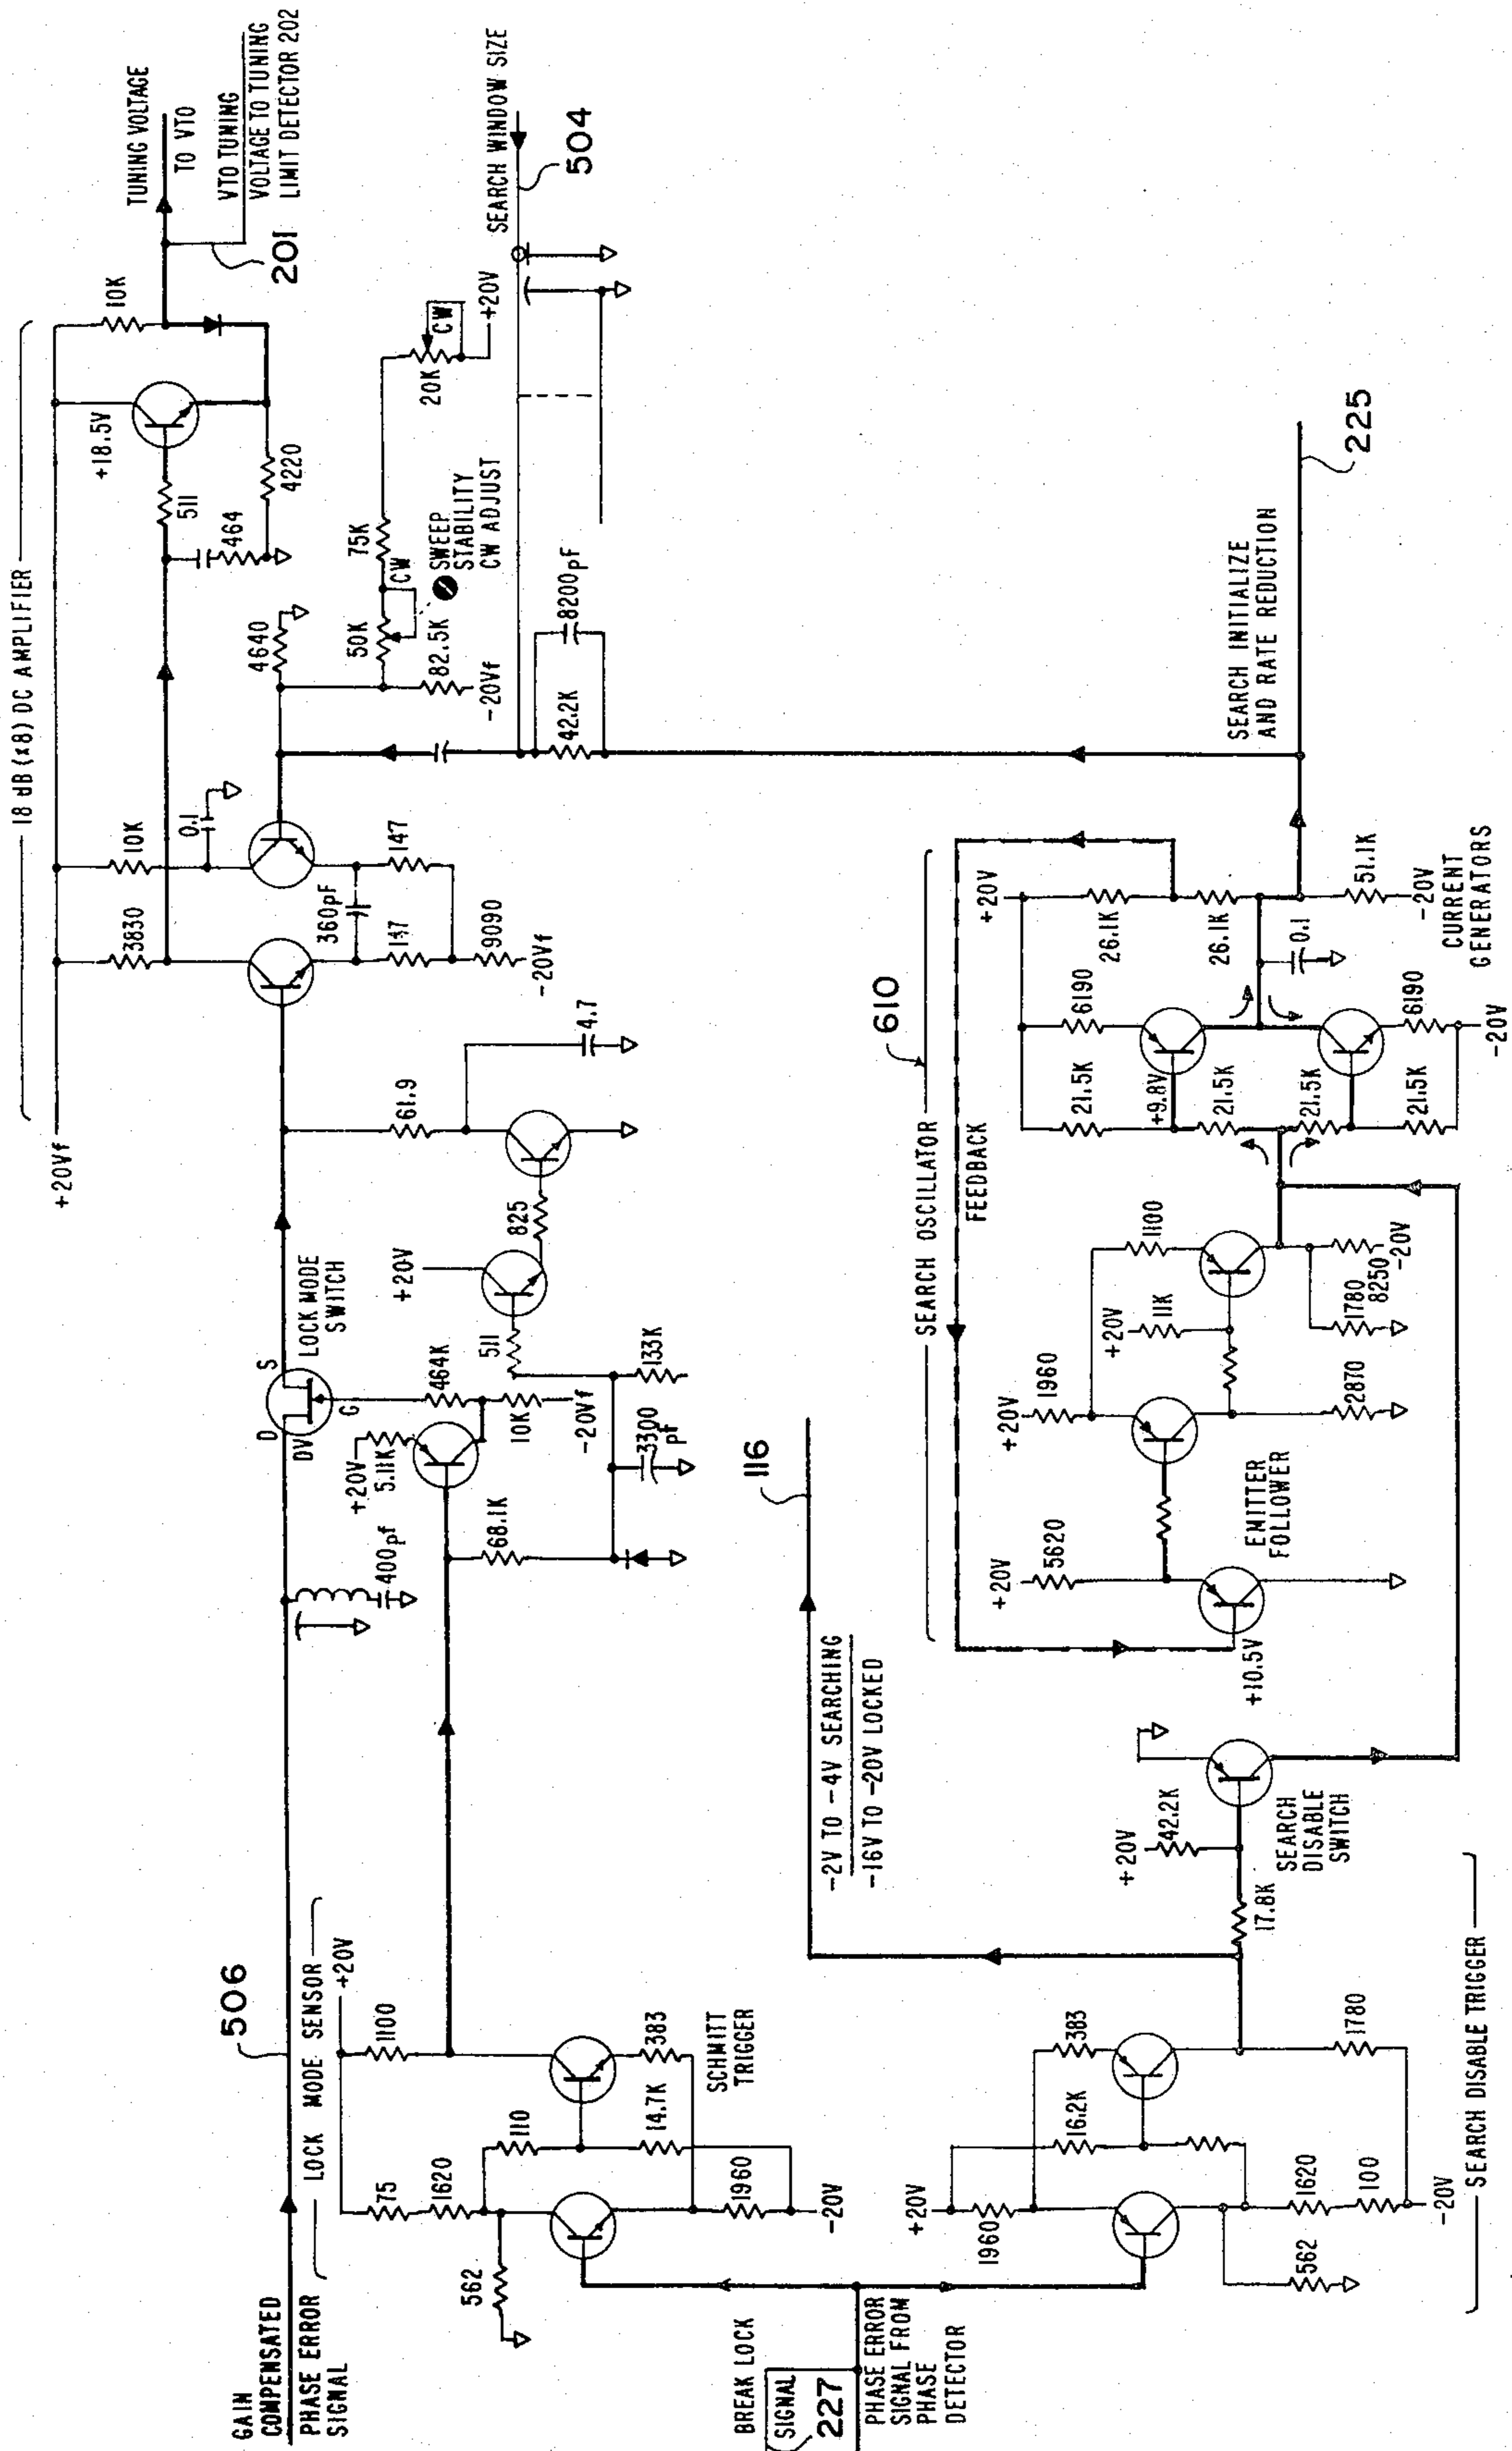 18 dB (x8) DC AMPLIFIER
+20Vf
3830
10K
0.1
147
360pF
147
9090
-20Vf
4640
511
464
+18.5V
4220
10K
TUNING VOLTAGE
TO VTO
VTO TUNING
VOLTAGE TO TUNING
LIMIT DETECTOR 202
201
SEARCH WINDOW SIZE
504
50K
CW
75K
20K
CW
+20V
SWEEP
STABILITY
CW ADJUST
82.5K
-20Vf
42.2K
8200pF
GAIN
COMPENSATED
PHASE ERROR
SIGNAL
506
LOCK MODE SENSOR
+20V
75
1620
1100
110
562
14.7K
383
1960
-20V
SCHMITT
TRIGGER
400pf
D
S
DV
G
LOCK MODE
SWITCH
+20V
5.11K
464K
10K
-20Vf
68.1K
3300
pf
133K
511
+20V
825
61.9
4.7
BREAK LOCK
SIGNAL
227
PHASE ERROR
SIGNAL FROM
PHASE
DETECTOR
+20V
1960
16.2K
383
562
1620
100
-20V
1780
SEARCH DISABLE TRIGGER
116
-2V TO -4V SEARCHING
-16V TO -20V LOCKED
17.8K
+20V
42.2K
SEARCH
DISABLE
SWITCH
SEARCH OSCILLATOR
610
FEEDBACK
+10.5V
+20V
5620
EMITTER
FOLLOWER
+20V
1960
2870
+20V
11K
1100
1780
8250
-20V
21.5K
+9.8V
21.5K
21.5K
21.5K
6190
6190
-20V
+20V
26.1K
26.1K
0.1
51.1K
-20V
CURRENT
GENERATORS
SEARCH INITIALIZE
AND RATE REDUCTION
225